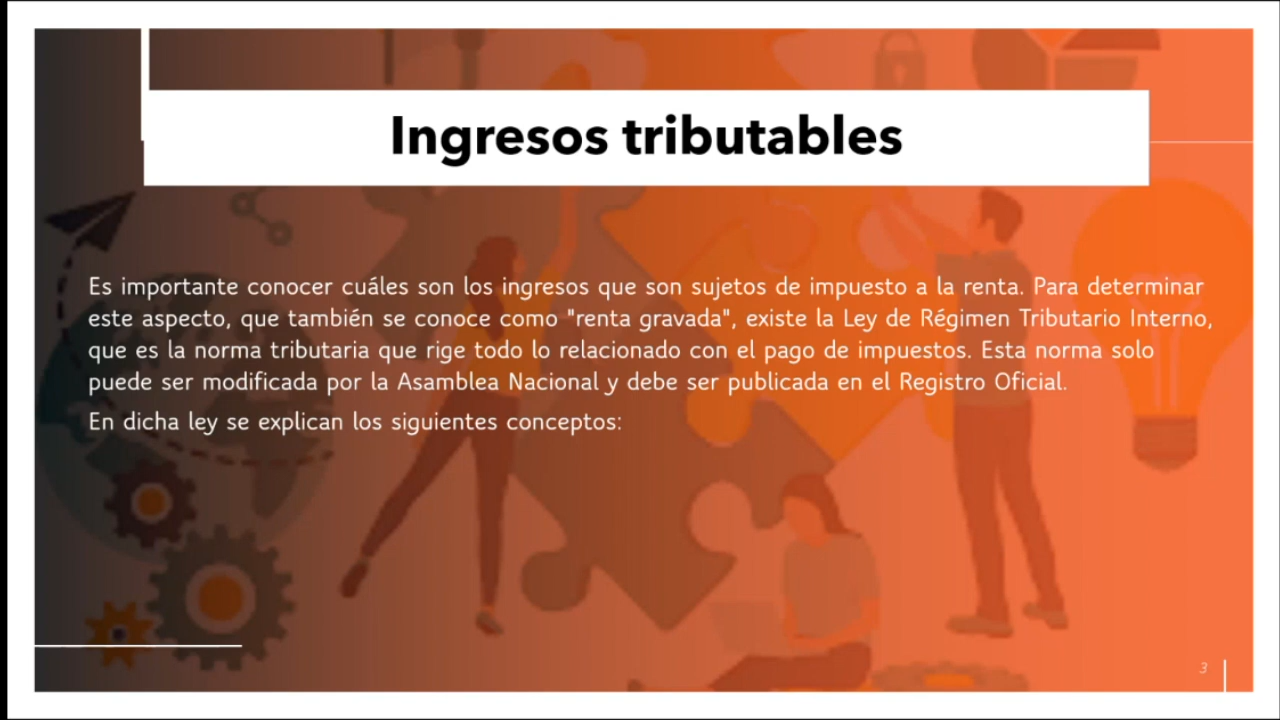 Ingresos tributables
Es importante conocer cuáles son los ingresos que son sujetos de impuesto a la renta. Para determinar
este aspecto, que también se conoce como "renta gravada", existe la Ley de Régimen Tributario Interno,
que es la norma tributaria que rige todo lo relacionado con el pago de impuestos. Esta norma solo
puede ser modificada por la Asamblea Nacional y debe ser publicada en el Registro Oficial.
En dicha ley se explican los siguientes conceptos:
3